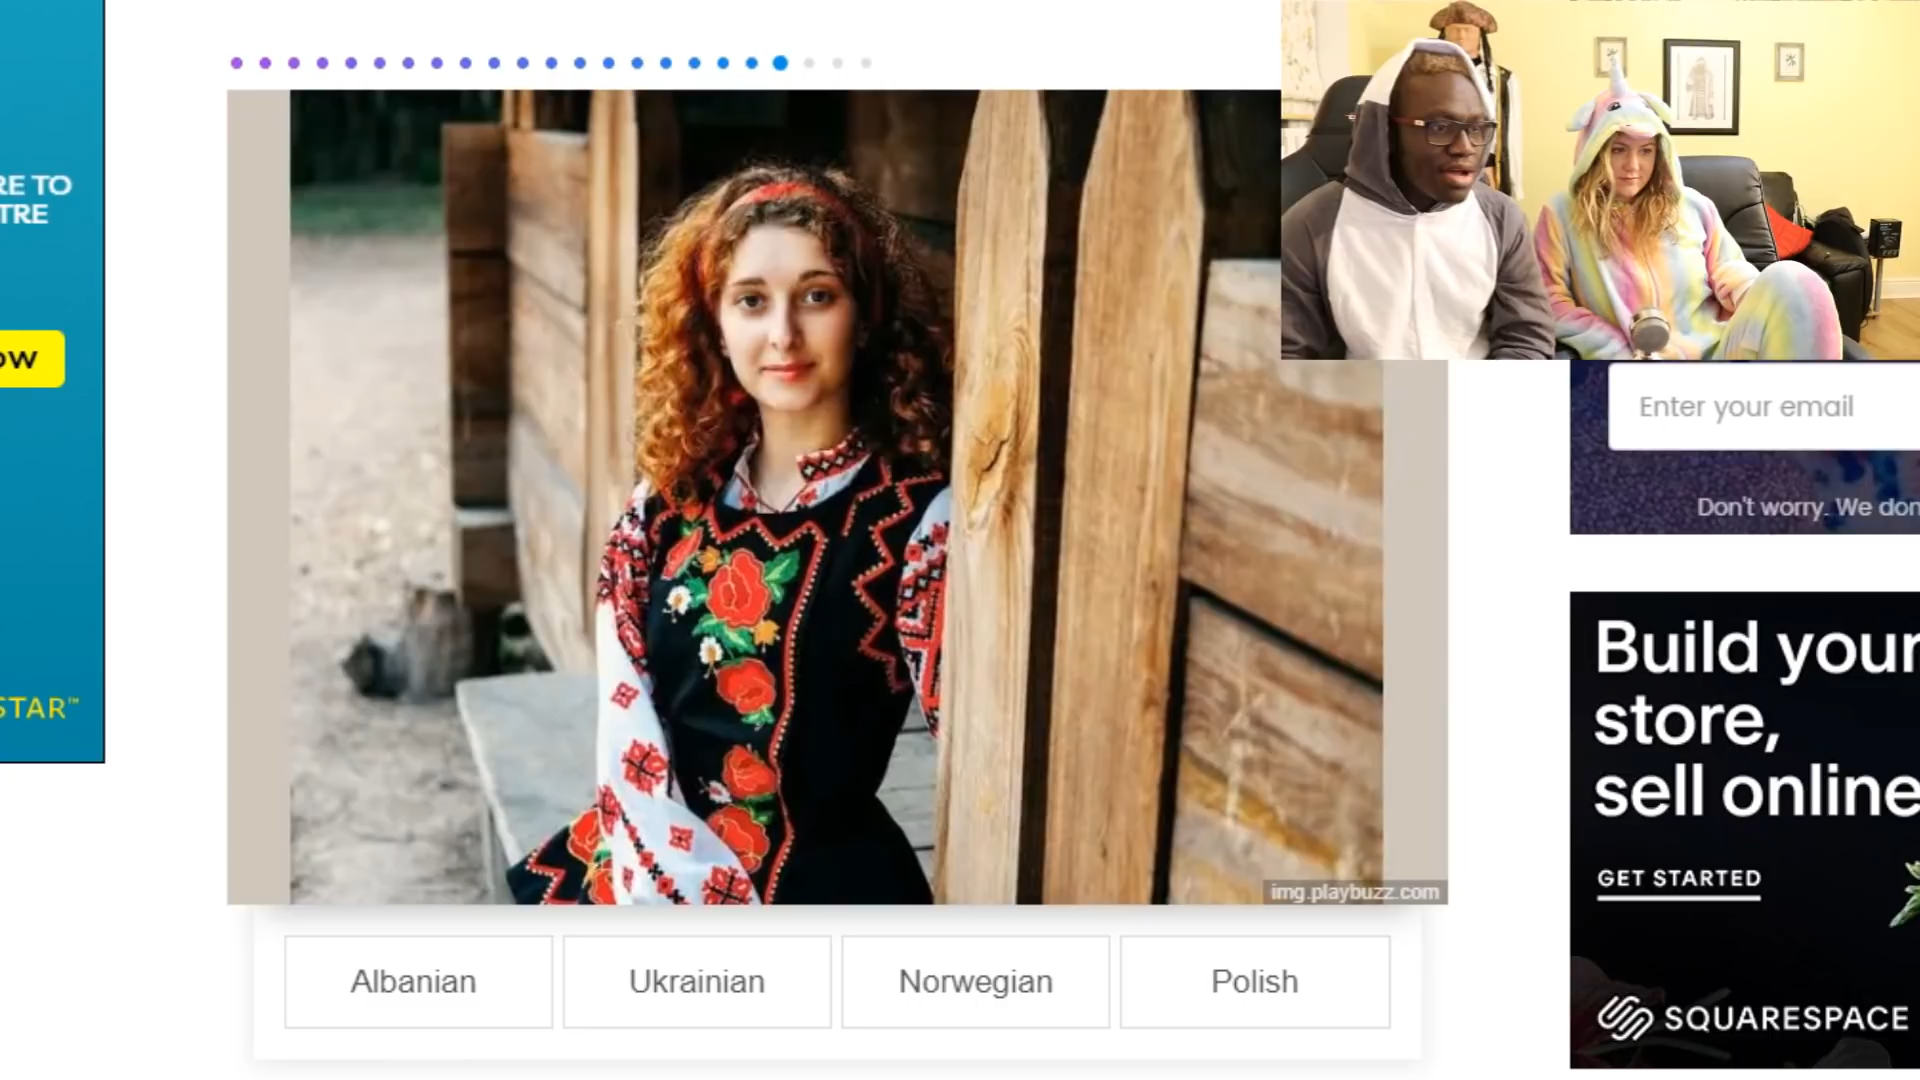 RE TO
TRE
OW
STAR™
img.playbuzz.com
Albanian
Ukrainian
Norwegian
Polish
Enter your email
Don't worry. We don
Build your
store,
sell online
GET STARTED
SQUARESPACE